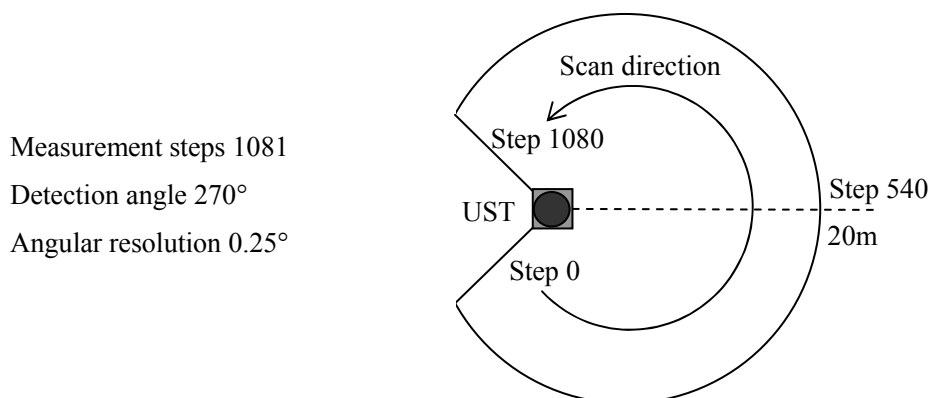 Measurement steps 1081
Detection angle 270°
Angular resolution 0.25°
Scan direction
Step 1080
UST
Step 540
20m
Step 0